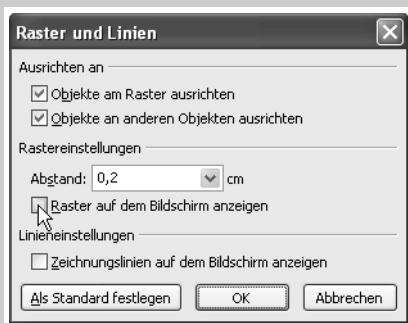 Raster und Linien
Ausrichten an
Objekte am Raster ausrichten
Objekte an anderen Objekten ausrichten
Rastereinstellungen
Abstand: 0,2 cm
Raster auf dem Bildschirm anzeigen
Linieneinstellungen
Zeichnungslinien auf dem Bildschirm anzeigen
Als Standard festlegen OK Abbrechen